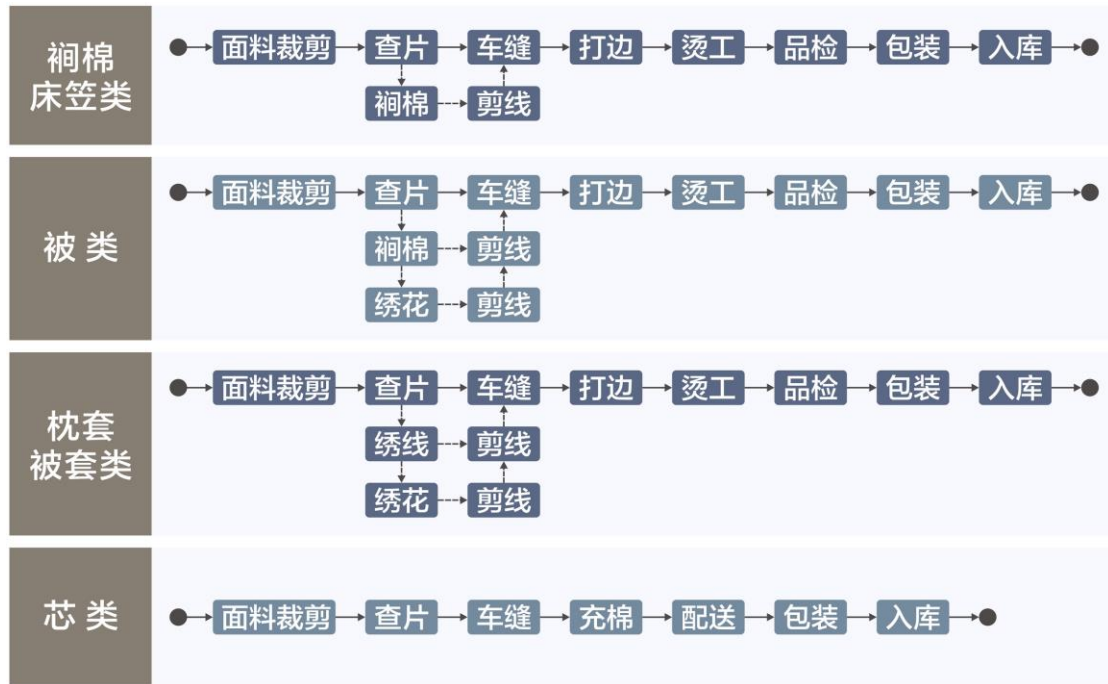 裥棉
床笠类
面料裁剪 查片 车缝 打边 烫工 品检 包装 入库
裥棉 剪线
被 类
面料裁剪 查片 车缝 打边 烫工 品检 包装 入库
裥棉 剪线
绣花 剪线
枕套
被套类
面料裁剪 查片 车缝 打边 烫工 品检 包装 入库
绣线 剪线
绣花 剪线
芯 类
面料裁剪 查片 车缝 充棉 配送 包装 入库